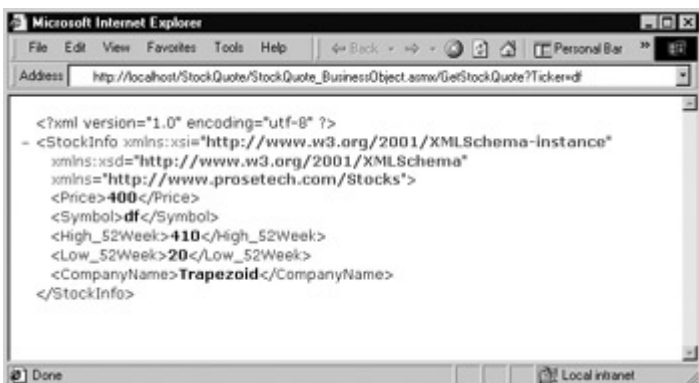 Microsoft Internet Explorer
File Edit View Favorites Tools Help Back Personal Bar »
Address http://localhost/StockQuote/StockQuote_BusinessObject.asmx/GetStockQuote?Ticker=df
<?xml version="1.0" encoding="utf-8" ?>
- <StockInfo xmlns:xsi="http://www.w3.org/2001/XMLSchema-instance"
xmlns:xsd="http://www.w3.org/2001/XMLSchema"
xmlns="http://www.prosetech.com/Stocks">
<Price>400</Price>
<Symbol>df</Symbol>
<High_52Week>410</High_52Week>
<Low_52Week>20</Low_52Week>
<CompanyName>Trapezoid</CompanyName>
</StockInfo>
Done Local intranet